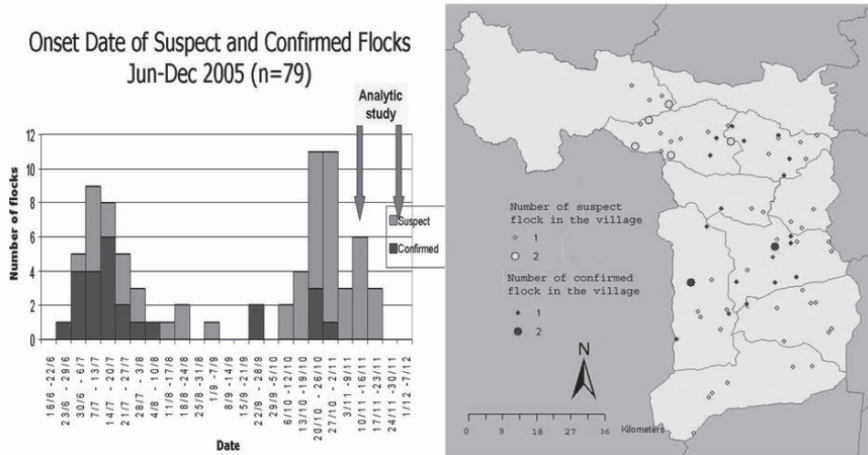 Onset Date of Suspect and Confirmed Flocks
Jun-Dec 2005 (n=79)
Analytic
study
Number of flocks
12
10
8
6
4
2
0
Suspect
Confirmed
16/6 -22/6
23/6 - 29/6
30/6 - 6/7
7/7 - 13/7
14/7 - 20/7
21/7 - 27/7
28/7 - 3/8
4/8 - 10/8
11/8 -17/8
18/8 -24/8
25/8 - 31/8
1/9 - 7/9
8/9 -14/9
15/9 -21/9
22/9 - 28/9
29/9 -5/10
6/10 -12/10
13/10 -19/10
20/10 - 26/10
27/10 - 2/11
3/11 -9/11
10/11 -16/11
17/11 -23/11
24/11 -30/11
1/12 -7/12
Date
Number of suspect
flock in the village
1
2
Number of confirmed
flock in the village
1
2
N
0 4.5 9 18 27 36 Kilometers